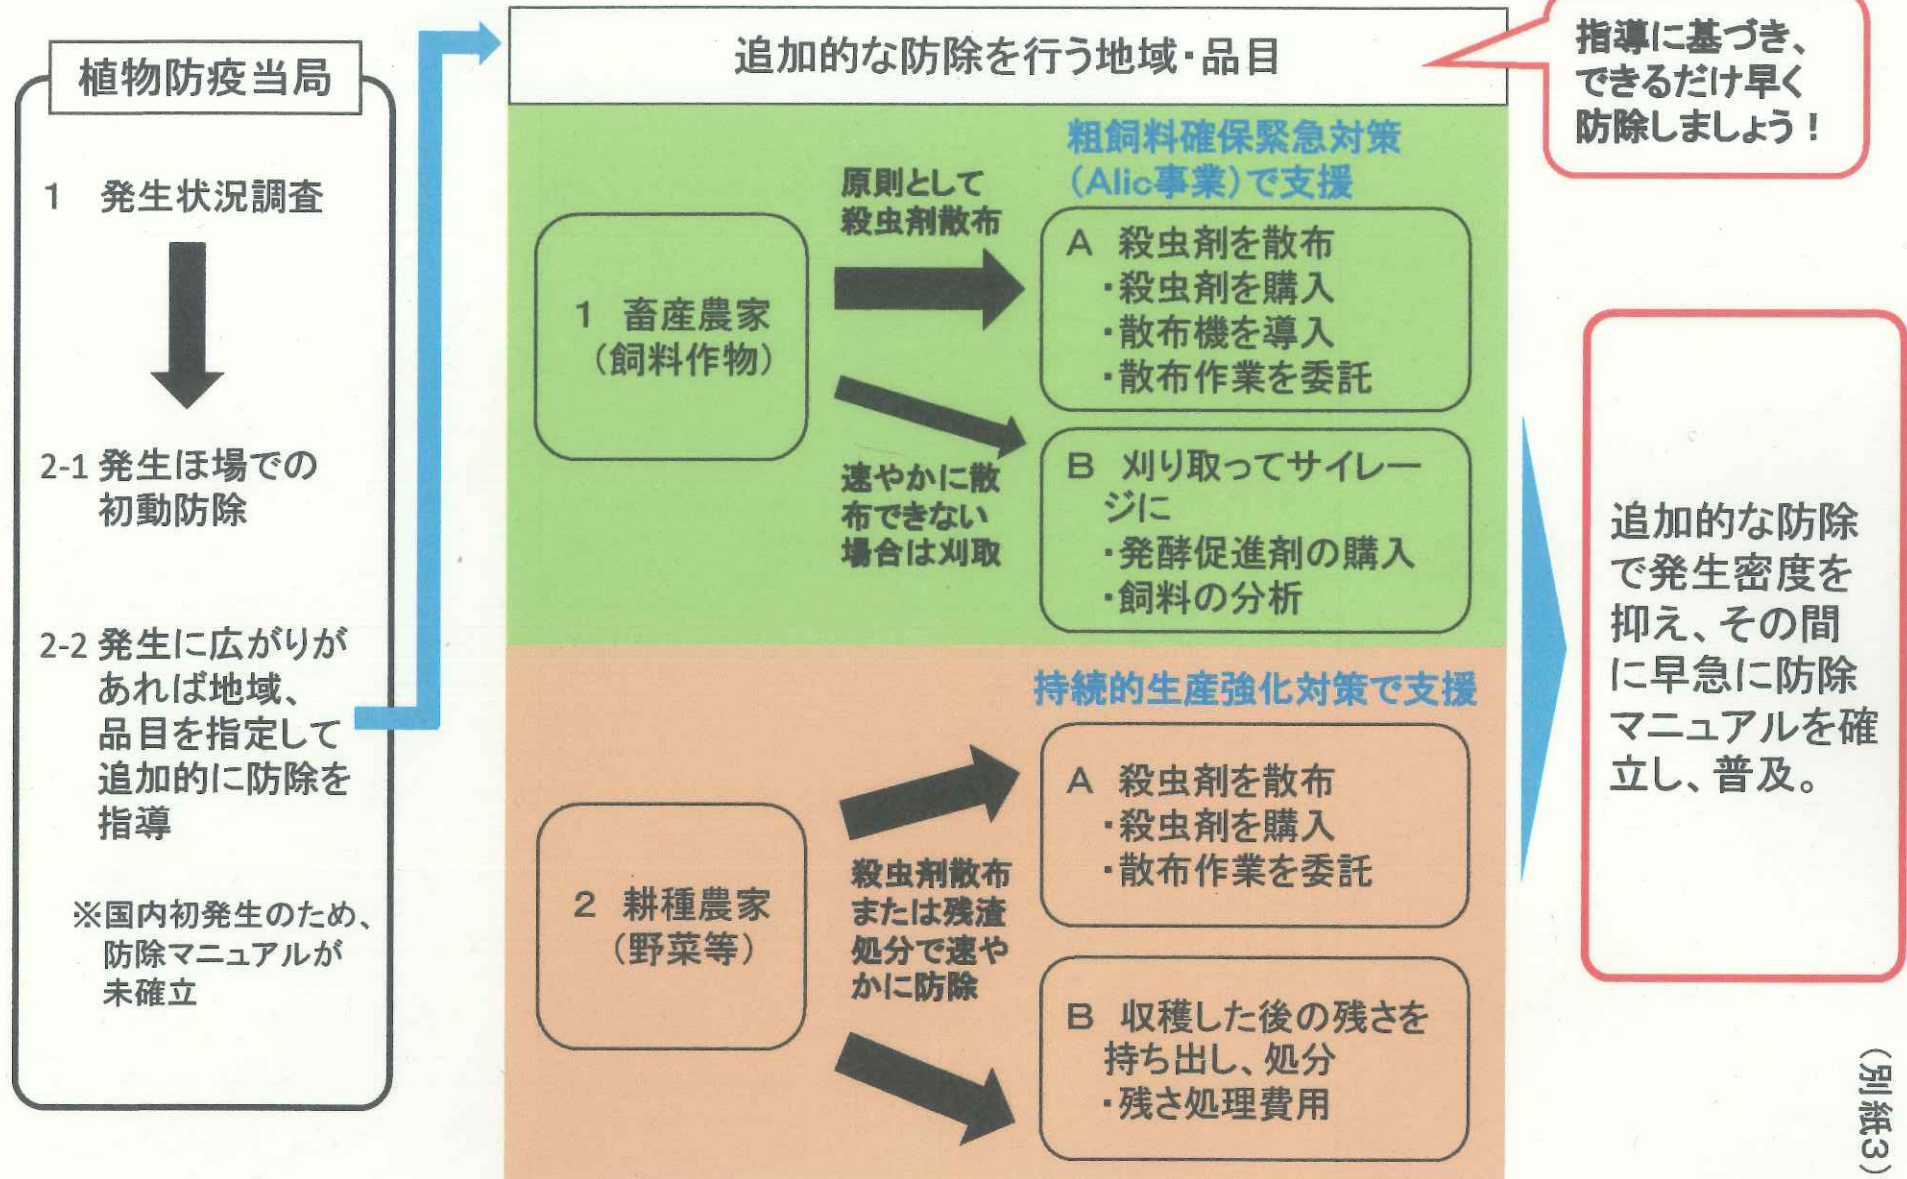 植物防疫当局
1 発生状況調査
2-1 発生ほ場での
初動防除
2-2 発生に広がりが
あれば地域、
品目を指定して
追加的に防除を
指導
※国内初発生のため、
防除マニュアルが
未確立
追加的な防除を行う地域・品目
指導に基づき、
できるだけ早く
防除しましょう！
粗飼料確保緊急対策
（Alic事業）で支援
1 畜産農家
（飼料作物）
原則として
殺虫剤散布
A 殺虫剤を散布
・殺虫剤を購入
・散布機を導入
・散布作業を委託
速やかに散
布できない
場合は刈取
B 刈り取ってサイレー
ジに
・発酵促進剤の購入
・飼料の分析
持続的生産強化対策で支援
2 耕種農家
（野菜等）
殺虫剤散布
または残渣
処分で速や
かに防除
A 殺虫剤を散布
・殺虫剤を購入
・散布作業を委託
B 収穫した後の残さを
持ち出し、処分
・残さ処理費用
追加的な防除
で発生密度を
抑え、その間
に早急に防除
マニュアルを確
立し、普及。
（別紙3）